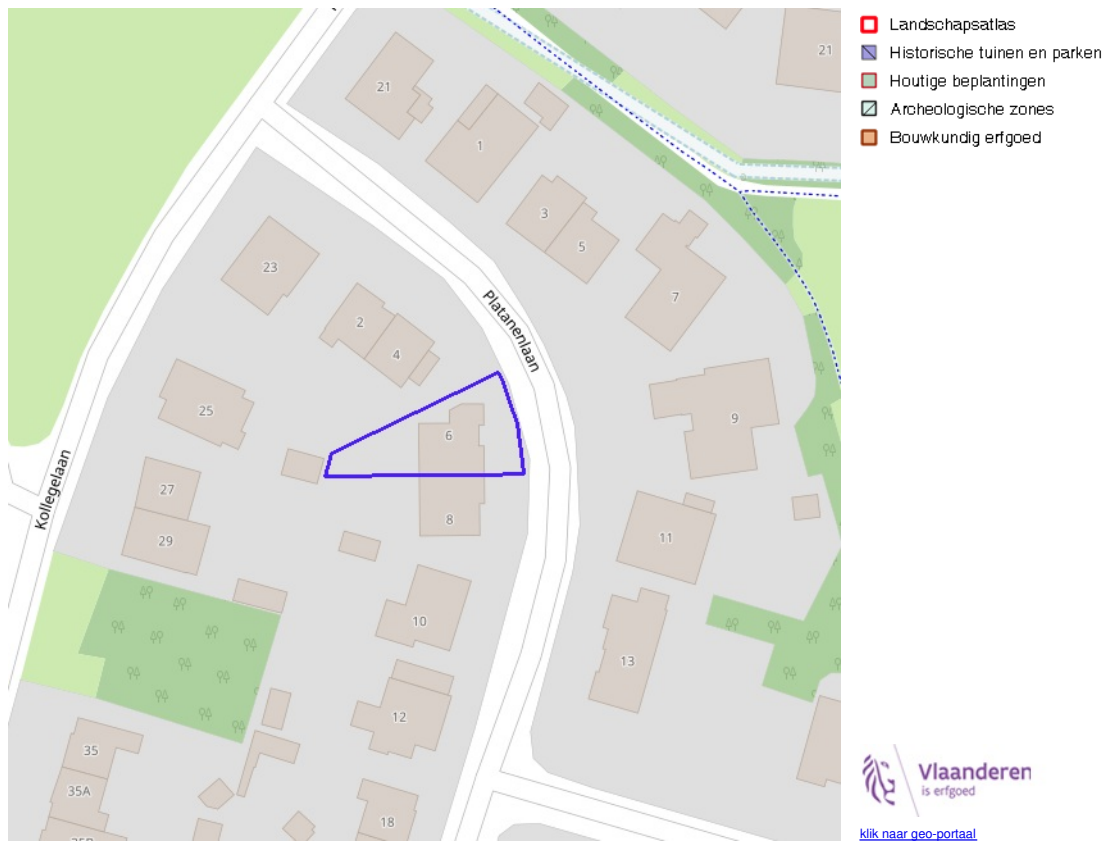 Landschapsatlas
Historische tuinen en parken
Houtige beplantingen
Archeologische zones
Bouwkundig erfgoed
21
21
1
3
5
23
7
2
4
Platanenlaan
25
6
9
27
8
11
29
Kollegelaan
10
13
12
35
35A
18
Vlaanderen
is erfgoed
klik naar geo-portaal